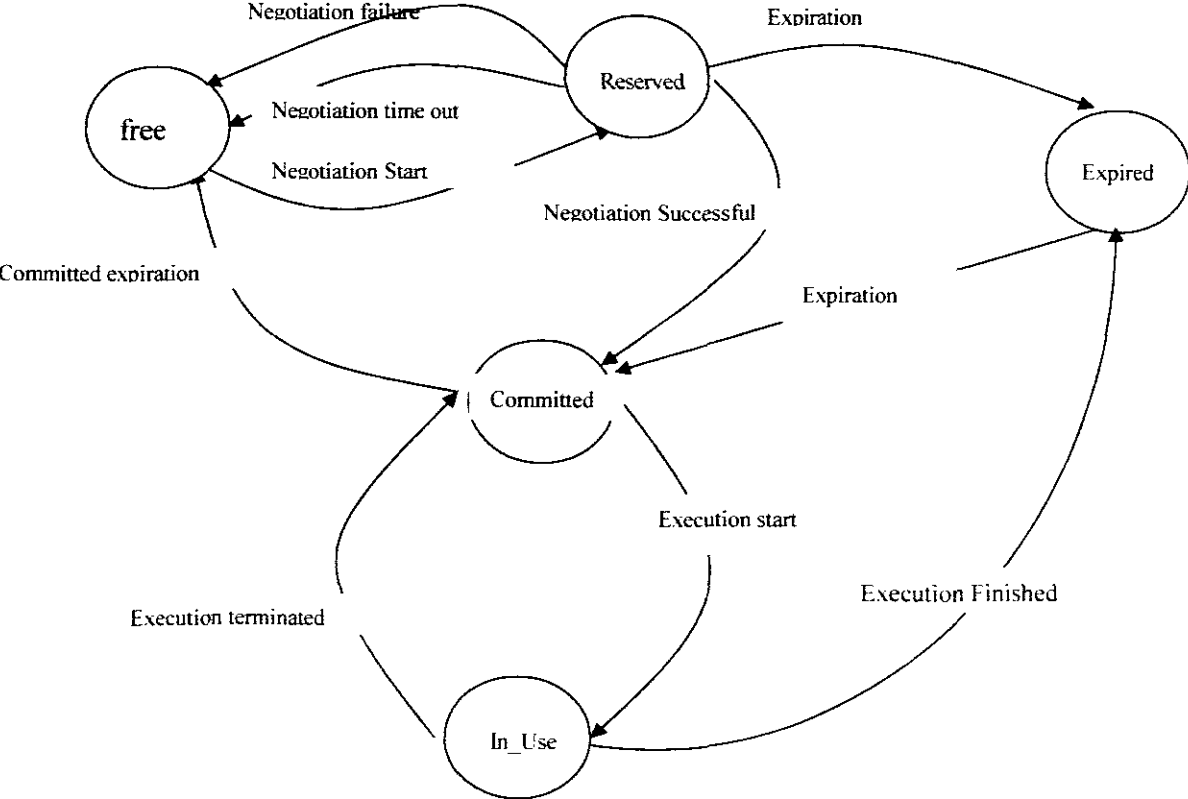 Negotiation failure
Expiration
Reserved
Negotiation time out
free
Negotiation Start
Expired
Negotiation Successful
Committed expiration
Expiration
Committed
Execution start
Execution Finished
Execution terminated
In_Use